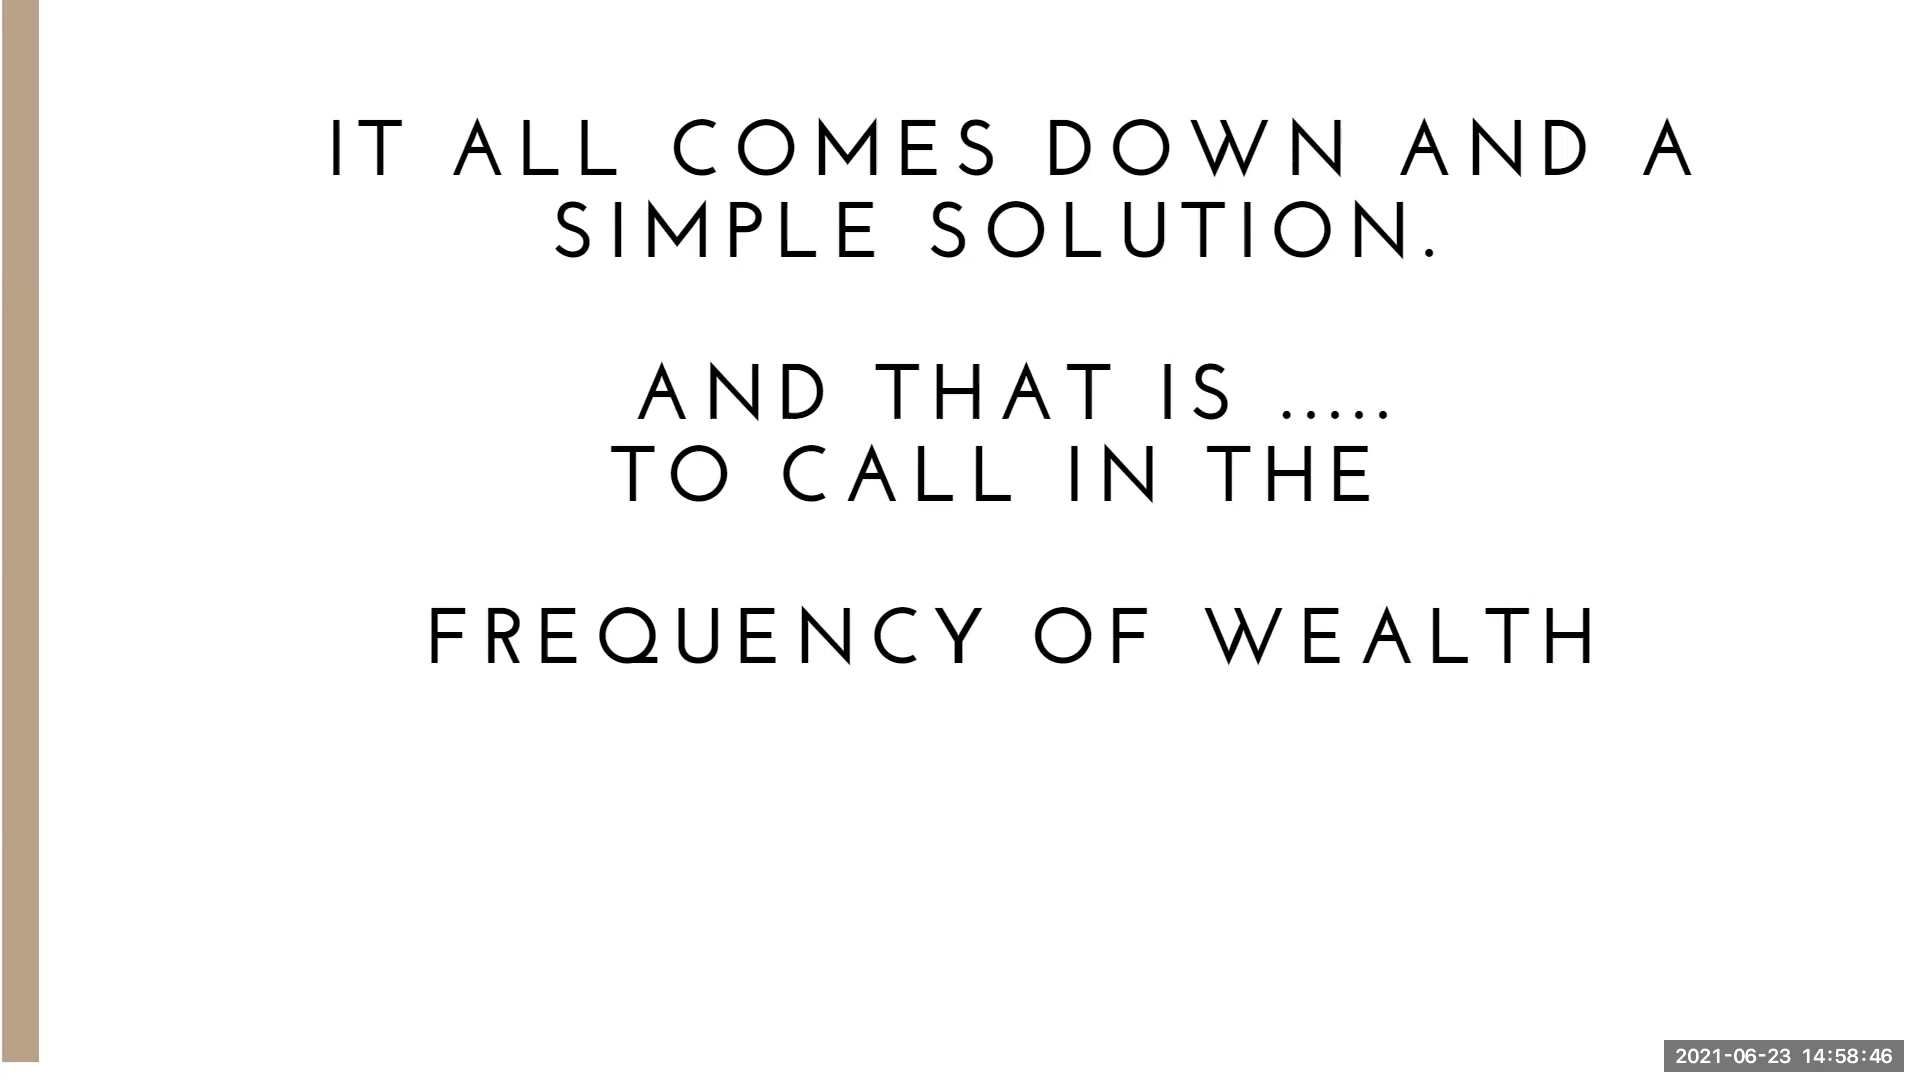 IT ALL COMES DOWN AND A
SIMPLE SOLUTION.
AND THAT IS .....
TO CALL IN THE
FREQUENCY OF WEALTH
2021-06-23 14:58:46